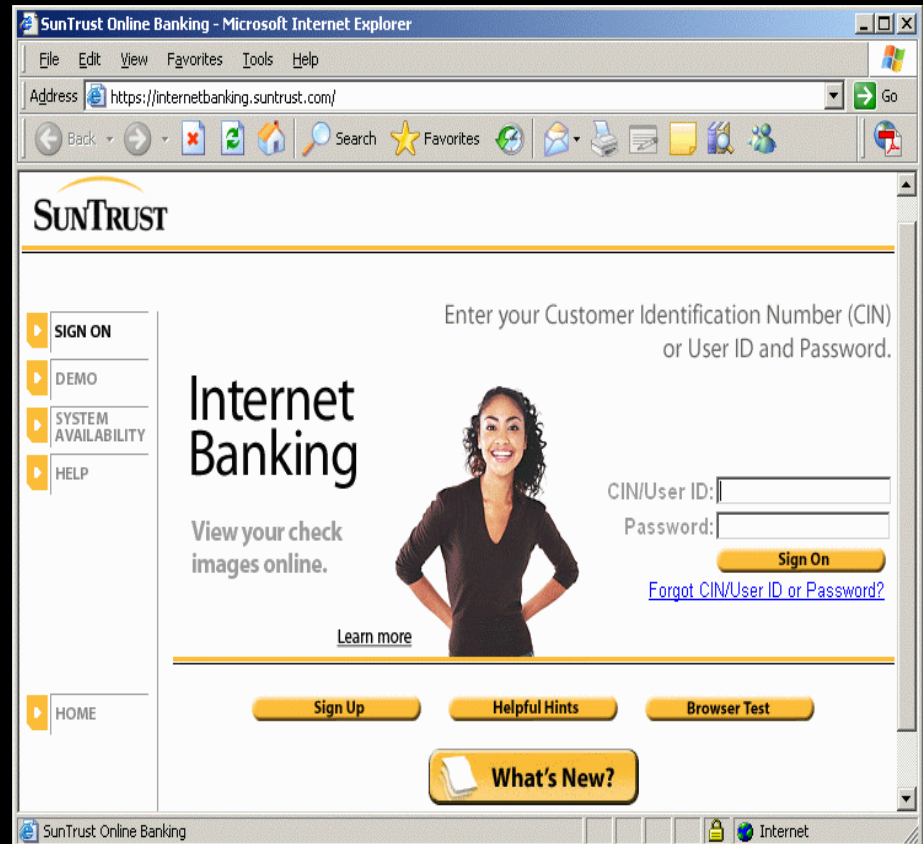 SunTrust Online Banking - Microsoft Internet Explorer
File Edit View Favorites Tools Help
Address https://internetbanking.suntrust.com/ Go
Back Search Favorites
SUNTRUST
Enter your Customer Identification Number (CIN)
or User ID and Password.
SIGN ON
DEMO
SYSTEM
AVAILABILITY
HELP
Internet
Banking
View your check
images online.
Learn more
CIN/User ID:
Password:
Sign On
Forgot CIN/User ID or Password?
HOME
Sign Up Helpful Hints Browser Test
What's New?
SunTrust Online Banking Internet